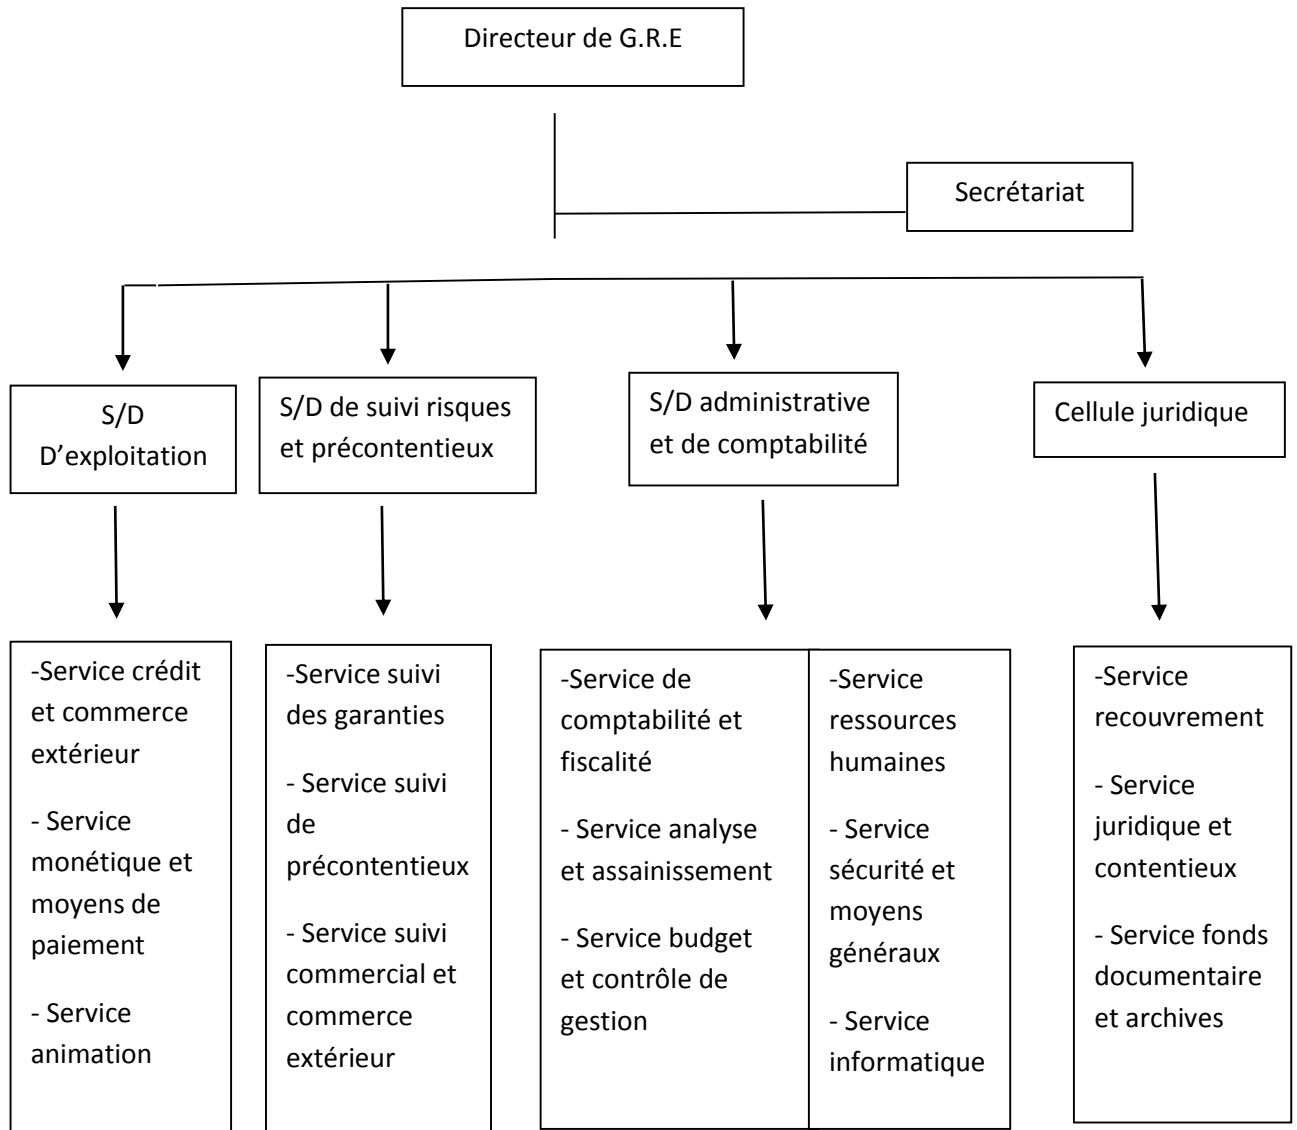 Directeur de G.R.E
Secrétariat
S/D
D’exploitation
S/D de suivi risques
et précontentieux
S/D administrative
et de comptabilité
Cellule juridique
-Service crédit
et commerce
extérieur
- Service
monétique et
moyens de
paiement
- Service
animation
-Service suivi
des garanties
- Service suivi
de
précontentieux
- Service suivi
commercial et
commerce
extérieur
-Service de
comptabilité et
fiscalité
- Service analyse
et assainissement
- Service budget
et contrôle de
gestion
-Service
ressources
humaines
- Service
sécurité et
moyens
généraux
- Service
informatique
-Service
recouvrement
- Service
juridique et
contentieux
- Service fonds
documentaire
et archives